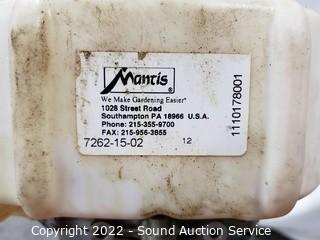 Mantis®
We Make Gardening Easier®
1028 Street Road
Southampton PA 18966 U.S.A.
Phone: 215-355-9700
FAX: 215-956-3855
7262-15-02 12
1110178001
Copyright 2022 - Sound Auction Service